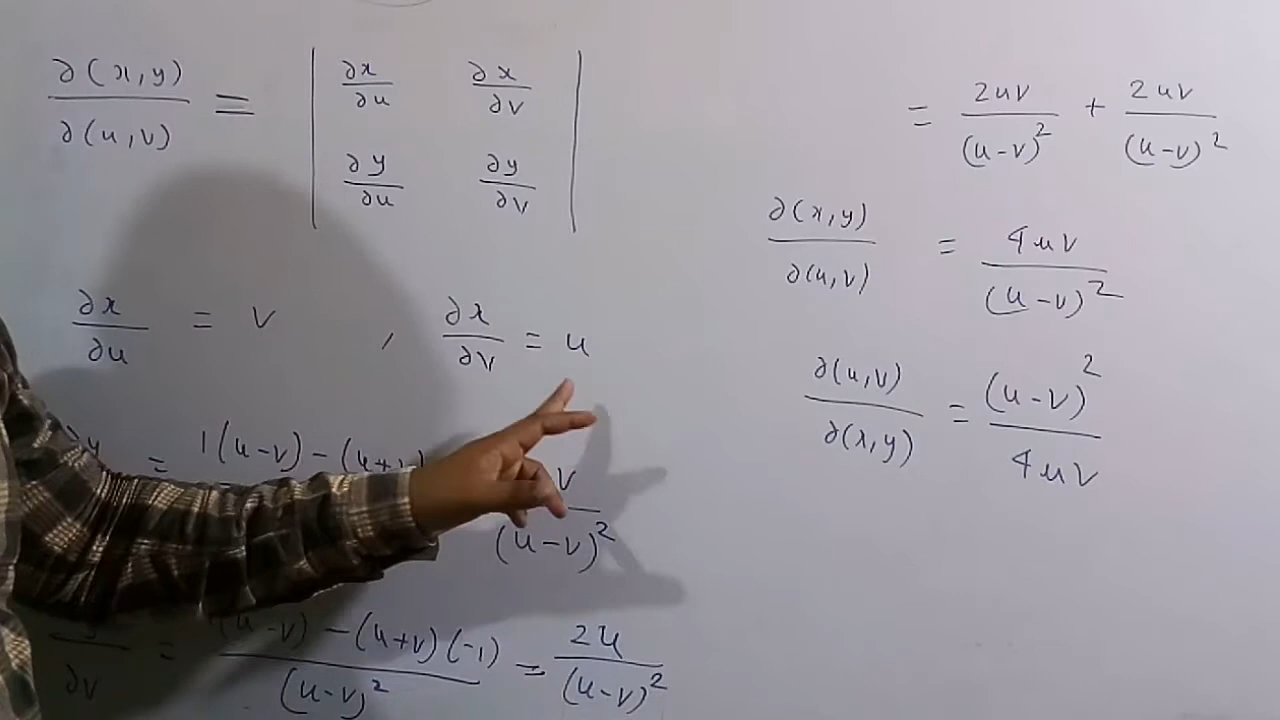 ∂(x,y)/∂(u,v) = | ∂x/∂u ∂x/∂v |
| ∂y/∂u ∂y/∂v |
∂x/∂u = v , ∂x/∂v = u
= 1(u-v) - (u+v)
v/(u-v)²
∂v = (u-v) - (u+v)(-1)/(u-v)² = 2u/(u-v)²
= 2uv/(u-v)² + 2uv/(u-v)²
∂(x,y)/∂(u,v) = 4uv/(u-v)²
∂(u,v)/∂(x,y) = (u-v)²/4uv